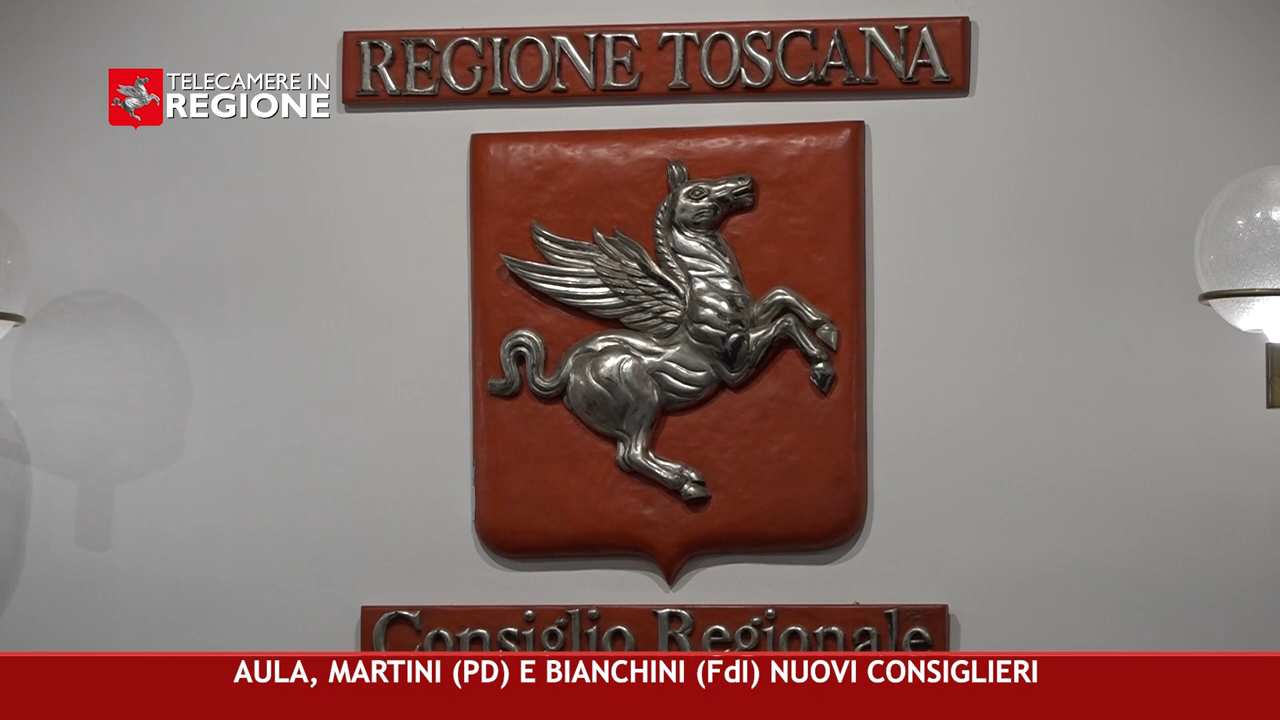 REGIONE TOSCANA
TELECAMERE IN
REGIONE
Consiglio Regionale
AULA, MARTINI (PD) E BIANCHINI (FdI) NUOVI CONSIGLIERI